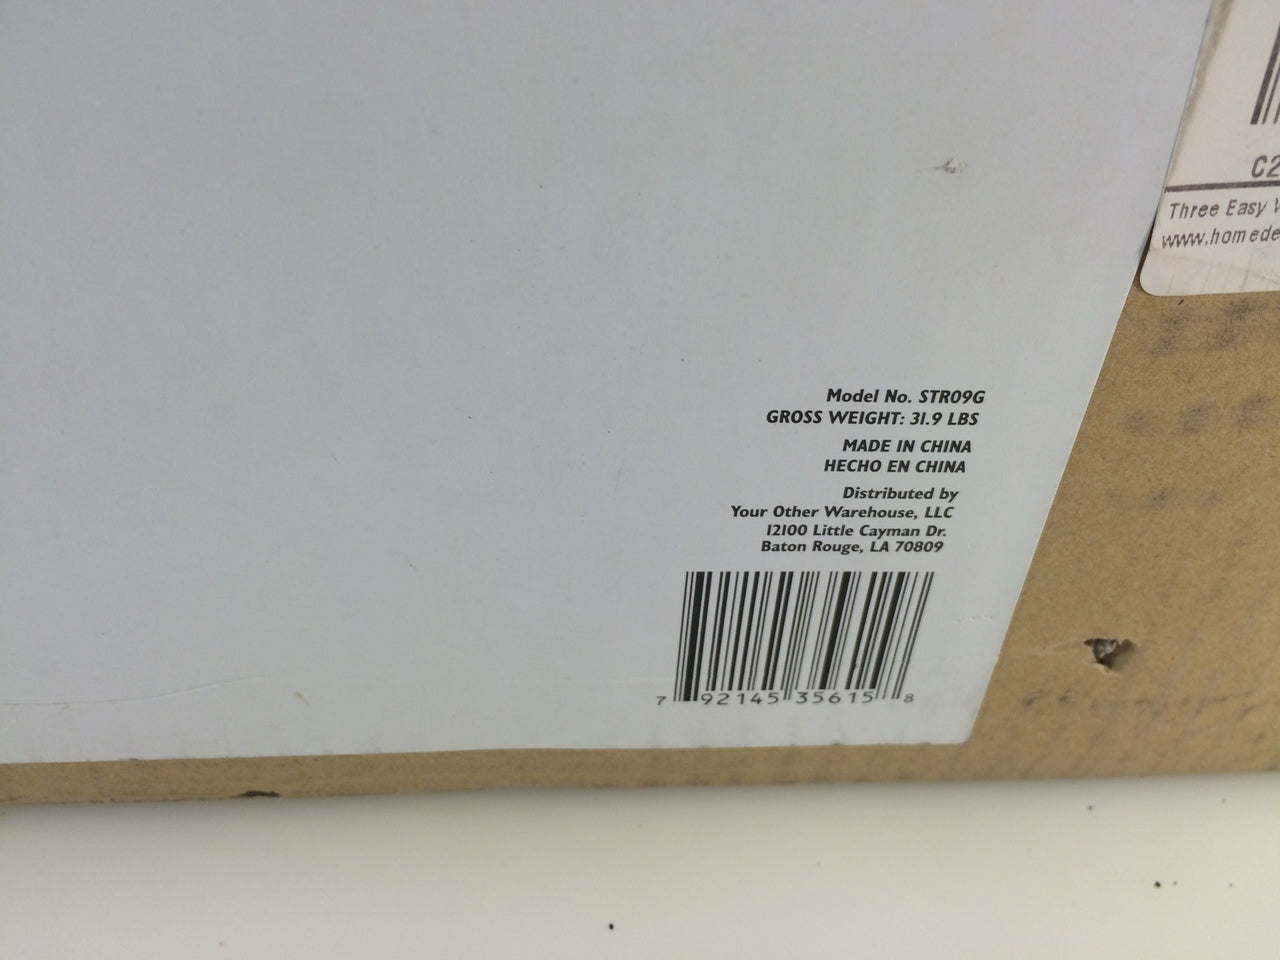 C2
Three Easy
www.homede
Model No. STR09G
GROSS WEIGHT: 31.9 LBS
MADE IN CHINA
HECHO EN CHINA
Distributed by
Your Other Warehouse, LLC
12100 Little Cayman Dr.
Baton Rouge, LA 70809
7 92145 35615 8